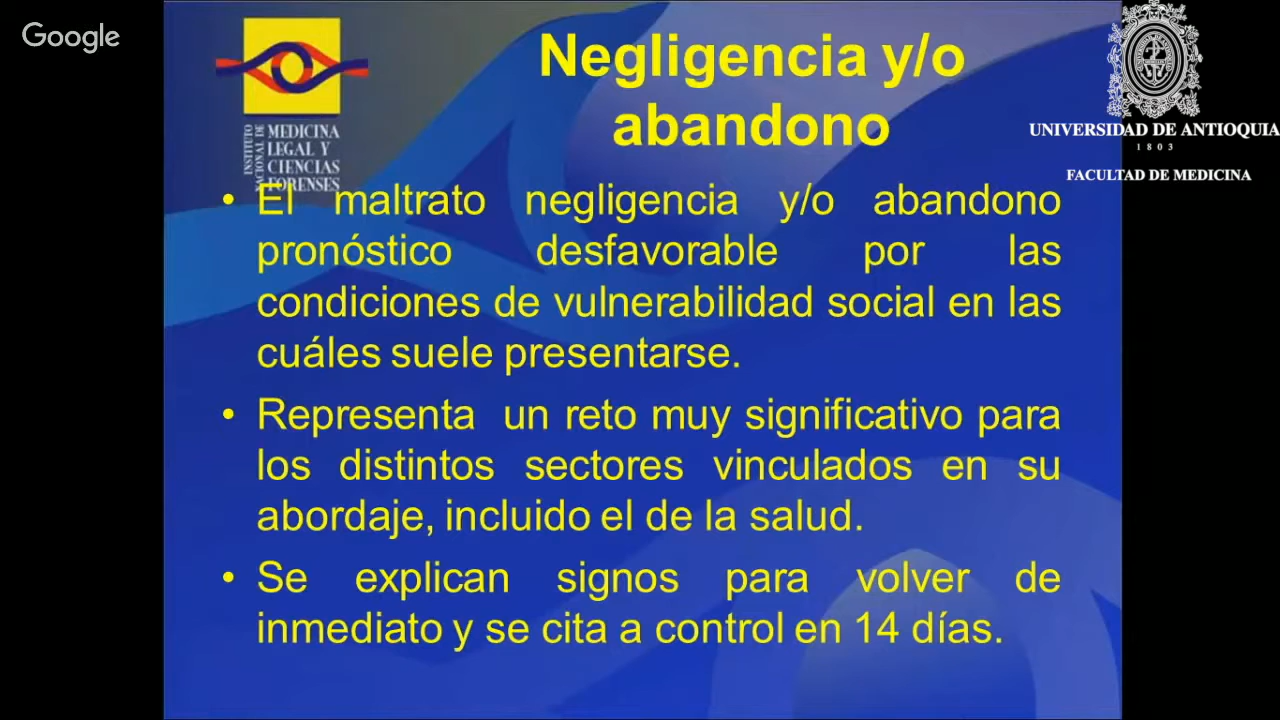 Google
INSTITUTO
NACIONAL DE
MEDICINA
LEGAL Y
CIENCIAS
FORENSES
Negligencia y/o
abandono
UNIVERSIDAD DE ANTIOQUIA
1803
FACULTAD DE MEDICINA
• El maltrato negligencia y/o abandono
pronóstico desfavorable por las
condiciones de vulnerabilidad social en las
cuáles suele presentarse.
• Representa un reto muy significativo para
los distintos sectores vinculados en su
abordaje, incluido el de la salud.
• Se explican signos para volver de
inmediato y se cita a control en 14 días.